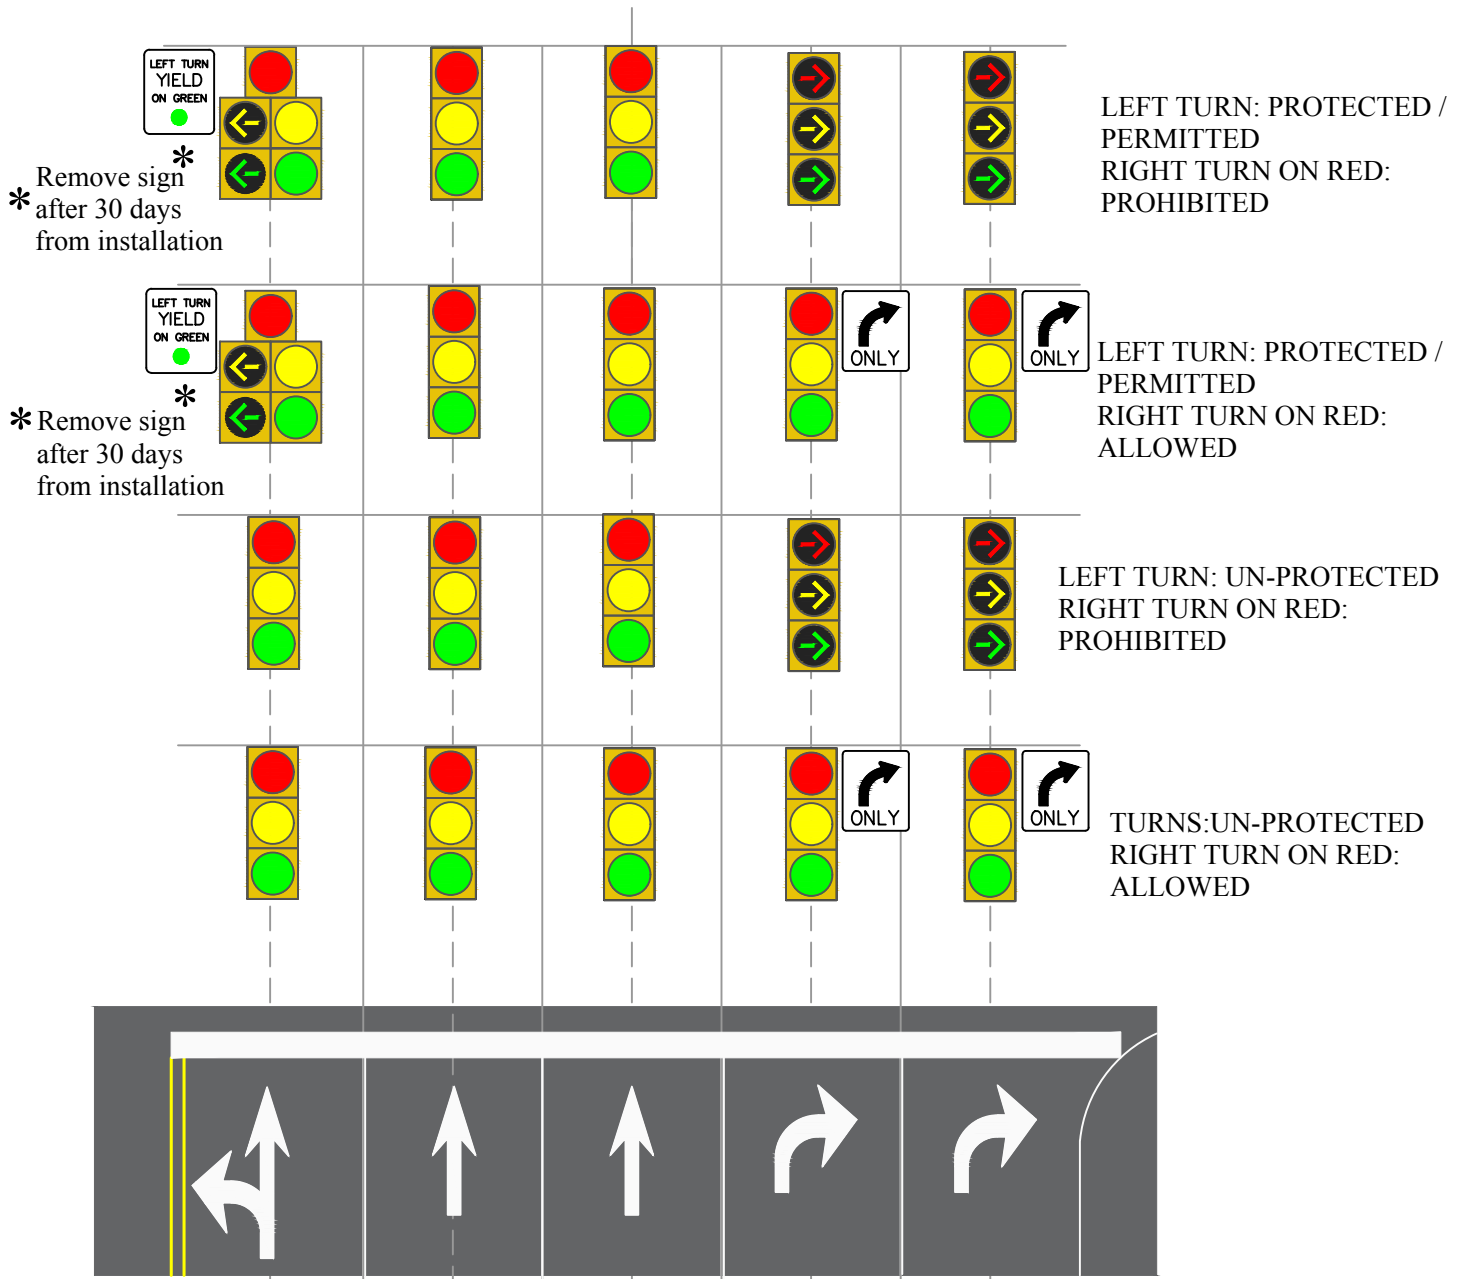 LEFT TURN
YIELD
ON GREEN
*
* Remove sign
after 30 days
from installation
LEFT TURN: PROTECTED /
PERMITTED
RIGHT TURN ON RED:
PROHIBITED
LEFT TURN
YIELD
ON GREEN
*
* Remove sign
after 30 days
from installation
ONLY
ONLY
LEFT TURN: PROTECTED /
PERMITTED
RIGHT TURN ON RED:
ALLOWED
LEFT TURN: UN-PROTECTED
RIGHT TURN ON RED:
PROHIBITED
ONLY
ONLY
TURNS:UN-PROTECTED
RIGHT TURN ON RED:
ALLOWED